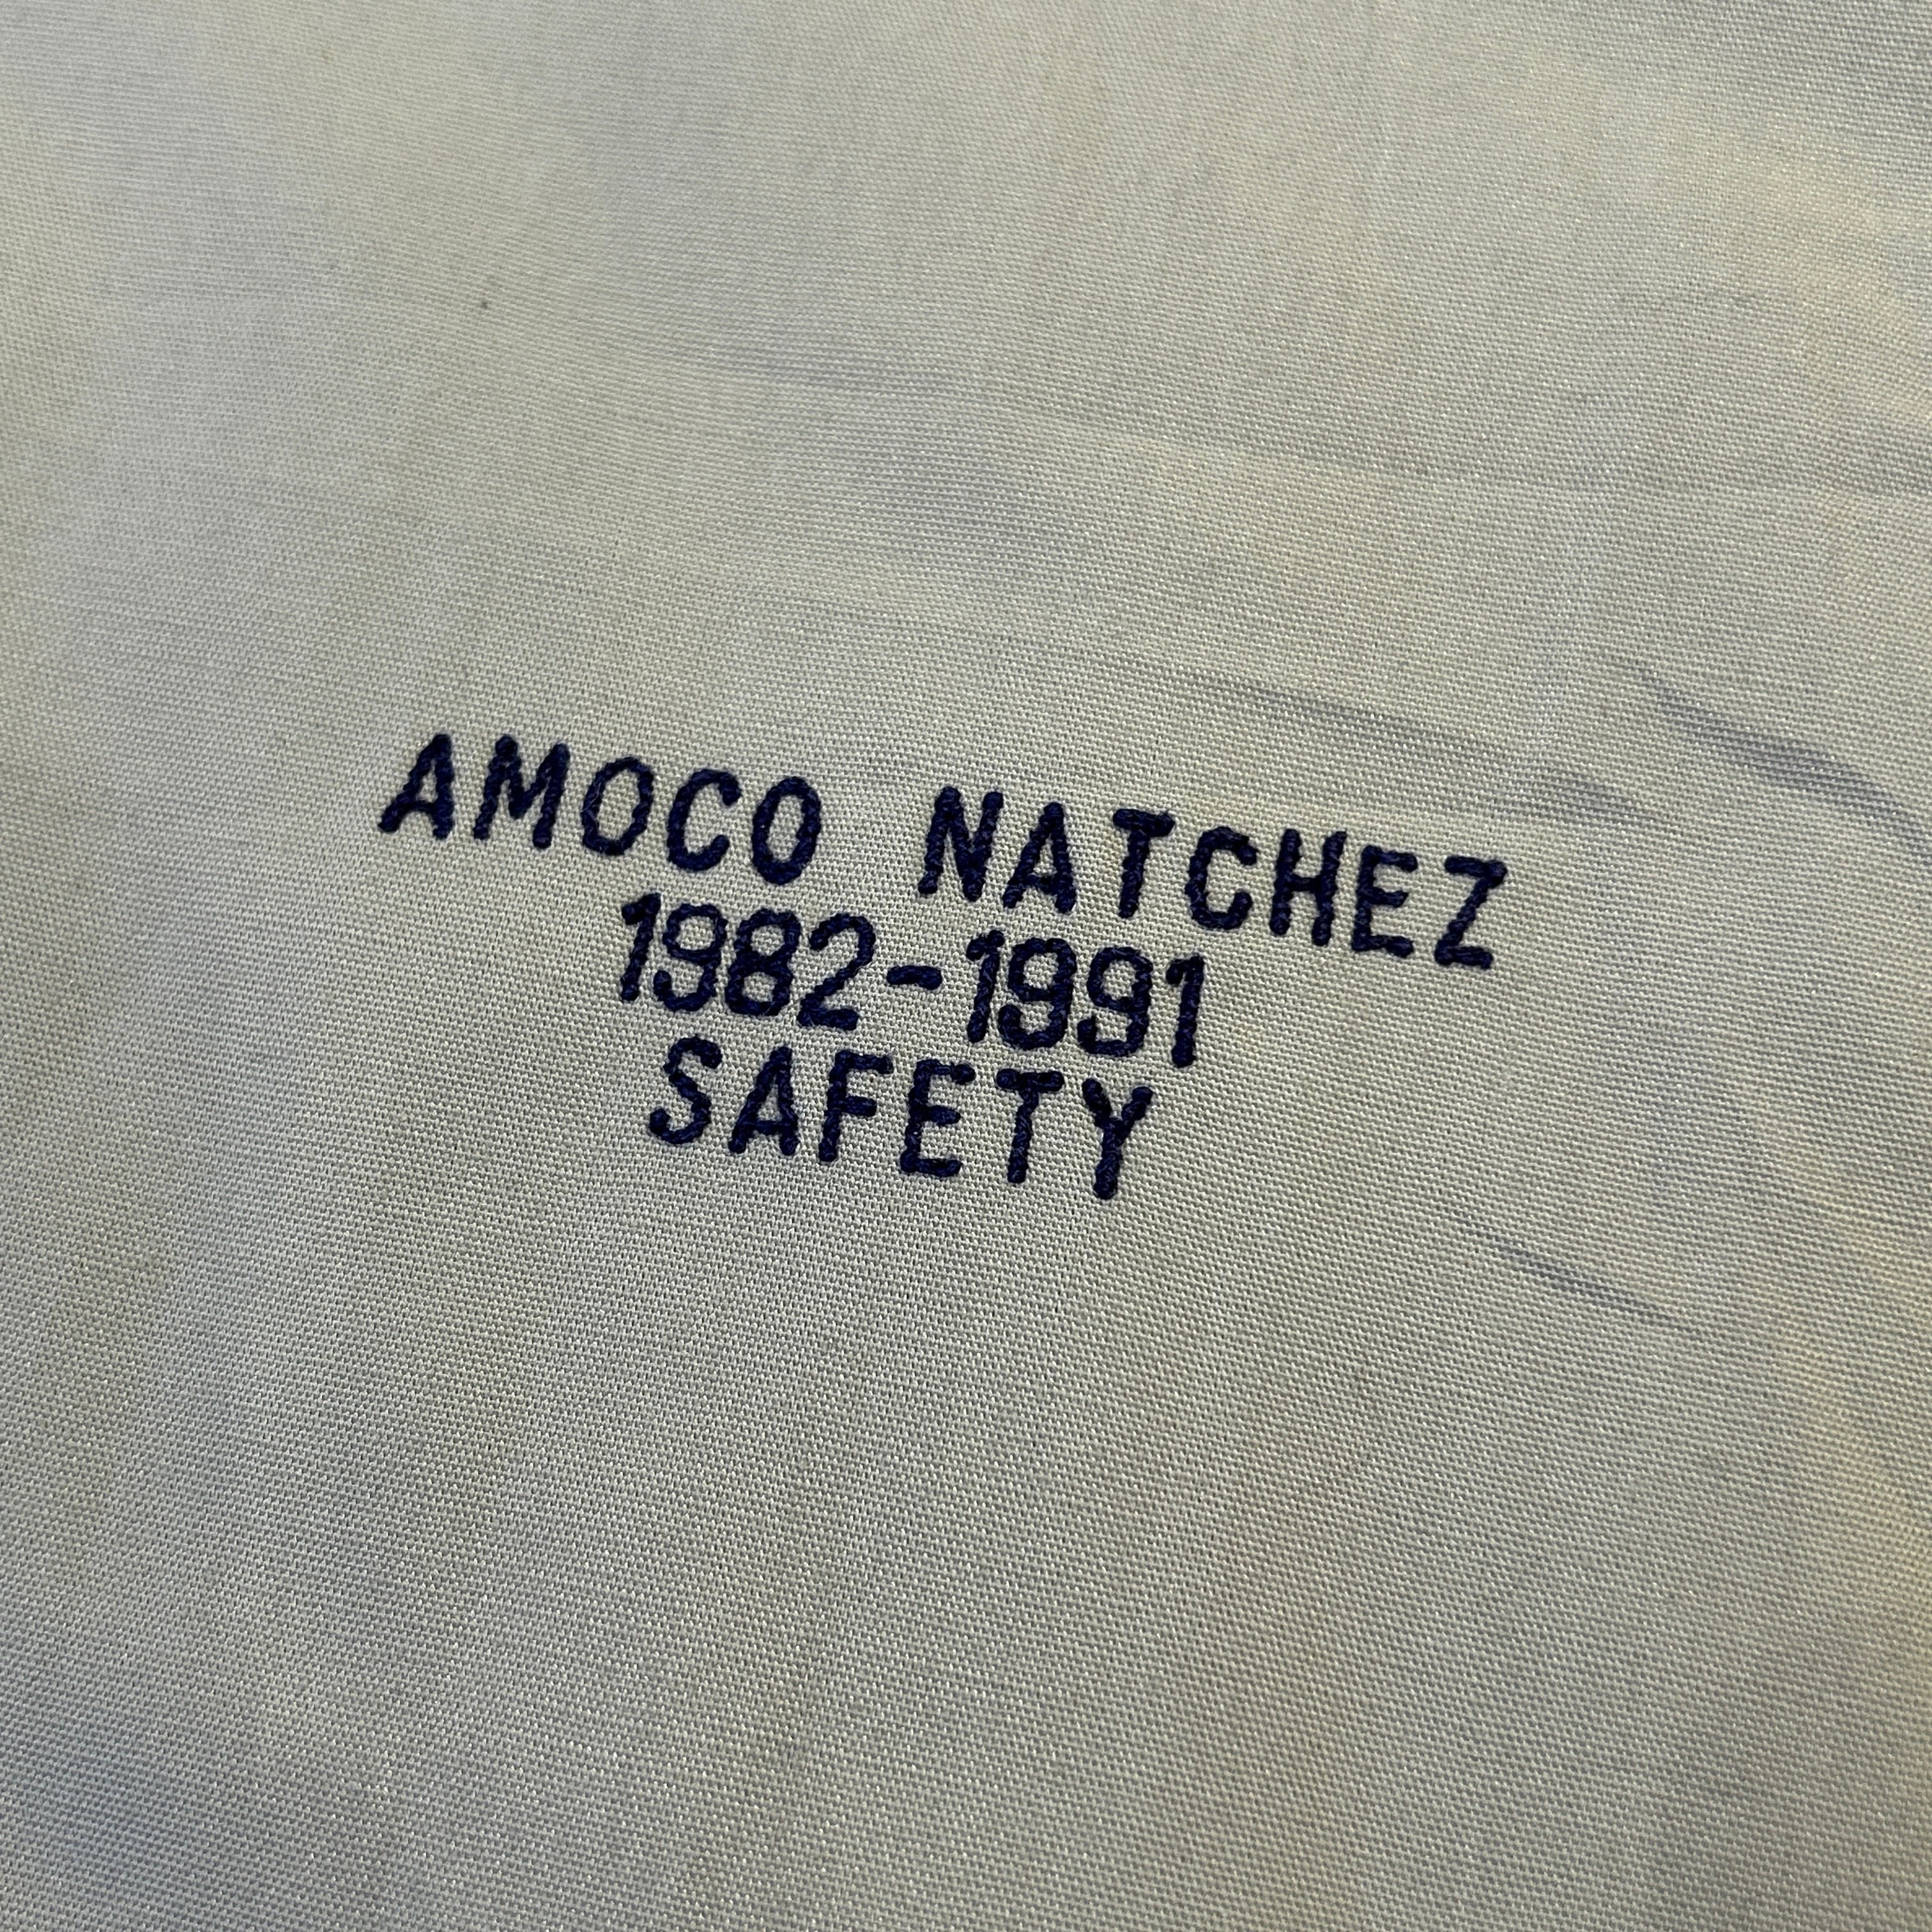 AMOCO NATCHEZ
1982-1991
SAFETY